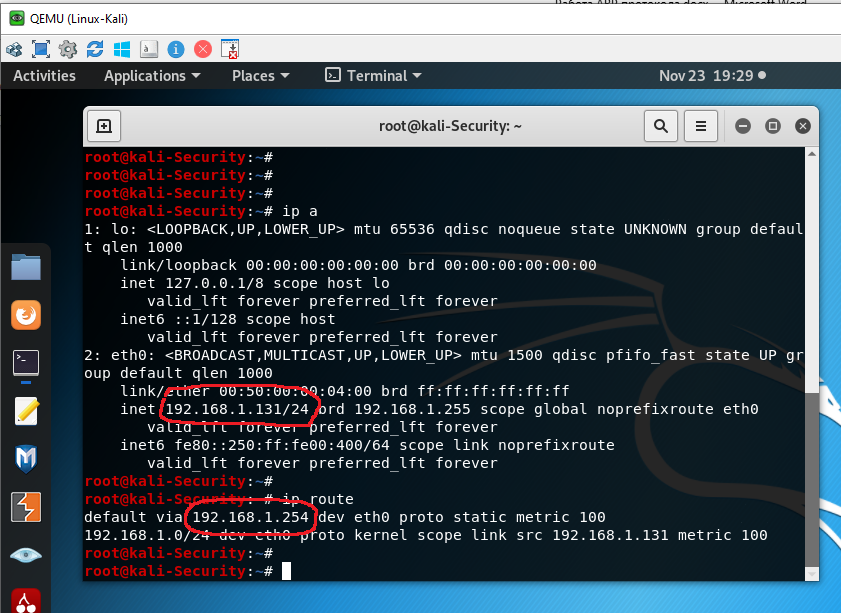 Работа ARP протокола.docx - Microsoft Word
QEMU (Linux-Kali)
Activities Applications Places Terminal Nov 23 19:29
root@kali-Security: ~
root@kali-Security:~#
root@kali-Security:~#
root@kali-Security:~#
root@kali-Security:~# ip a
1: lo: <LOOPBACK,UP,LOWER_UP> mtu 65536 qdisc noqueue state UNKNOWN group defaul
t qlen 1000
link/loopback 00:00:00:00:00:00 brd 00:00:00:00:00:00
inet 127.0.0.1/8 scope host lo
valid_lft forever preferred_lft forever
inet6 ::1/128 scope host
valid_lft forever preferred_lft forever
2: eth0: <BROADCAST,MULTICAST,UP,LOWER_UP> mtu 1500 qdisc pfifo_fast state UP gr
oup default qlen 1000
link/ether 00:50:00:00:04:00 brd ff:ff:ff:ff:ff:ff
inet 192.168.1.131/24 brd 192.168.1.255 scope global noprefixroute eth0
valid_lft forever preferred_lft forever
inet6 fe80::250:ff:fe00:400/64 scope link noprefixroute
valid_lft forever preferred_lft forever
root@kali-Security:~#
root@kali-Security:~# ip route
default via 192.168.1.254 dev eth0 proto static metric 100
192.168.1.0/24 dev eth0 proto kernel scope link src 192.168.1.131 metric 100
root@kali-Security:~#
root@kali-Security:~#